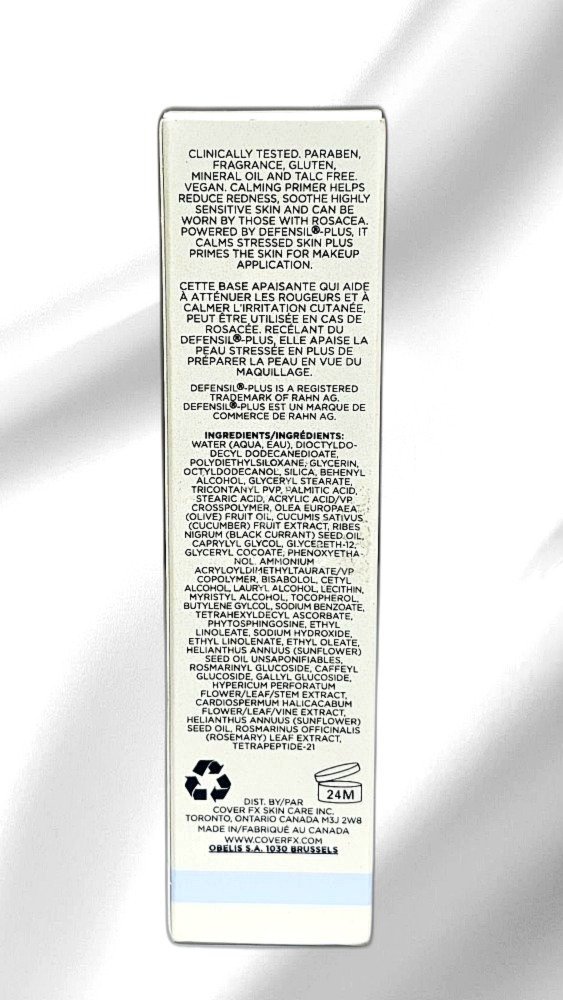 CLINICALLY TESTED. PARABEN,
FRAGRANCE, GLUTEN,
MINERAL OIL AND TALC FREE.
VEGAN. CALMING PRIMER HELPS
REDUCE REDNESS, SOOTHE HIGHLY
SENSITIVE SKIN AND CAN BE
WORN BY THOSE WITH ROSACEA.
POWERED BY DEFENSIL®-PLUS, IT
CALMS STRESSED SKIN PLUS
PRIMES THE SKIN FOR MAKEUP
APPLICATION.
CETTE BASE APAISANTE QUI AIDE
À ATTÉNUER LES ROUGEURS ET À
CALMER L'IRRITATION CUTANÉE,
PEUT ÊTRE UTILISÉE EN CAS DE
ROSACÉE. RECÉLANT DU
DEFENSIL®-PLUS, ELLE APAISE LA
PEAU STRESSÉE EN PLUS DE
PRÉPARER LA PEAU EN VUE DU
MAQUILLAGE.
DEFENSIL®-PLUS IS A REGISTERED
TRADEMARK OF RAHN AG.
DEFENSIL®-PLUS EST UN MARQUE DE
COMMERCE DE RAHN AG.
INGREDIENTS/INGRÉDIENTS:
WATER (AQUA, EAU), DIOCTYLDO-
DECYL DODECANEDIOATE,
POLYDIETHYLSILOXANE, GLYCERIN,
OCTYLDODECANOL, SILICA, BEHENYL
ALCOHOL, GLYCERYL STEARATE,
TRICONTANYL PVP, PALMITIC ACID,
STEARIC ACID, ACRYLIC ACID/VP
CROSSPOLYMER, OLEA EUROPAEA
(OLIVE) FRUIT OIL, CUCUMIS SATIVUS
(CUCUMBER) FRUIT EXTRACT, RIBES
NIGRUM (BLACK CURRANT) SEED OIL,
CAPRYLYL GLYCOL, GLYCERETH-12,
GLYCERYL COCOATE, PHENOXYETHA-
NOL, AMMONIUM
ACRYLOYLDIMETHYLTAURATE/VP
COPOLYMER, BISABOLOL, CETYL
ALCOHOL, LAURYL ALCOHOL, LECITHIN,
MYRISTYL ALCOHOL, TOCOPHEROL,
BUTYLENE GYLCOL, SODIUM BENZOATE,
TETRAHEXYLDECYL ASCORBATE,
PHYTOSPHINGOSINE, ETHYL
LINOLEATE, SODIUM HYDROXIDE,
ETHYL LINOLENATE, ETHYL OLEATE,
HELIANTHUS ANNUUS (SUNFLOWER)
SEED OIL UNSAPONIFIABLES,
ROSMARINYL GLUCOSIDE, CAFFEYL
GLUCOSIDE, GALLYL GLUCOSIDE,
HYPERICUM PERFORATUM
FLOWER/LEAF/STEM EXTRACT,
CARDIOSPERMUM HALICACABUM
FLOWER/LEAF/VINE EXTRACT,
HELIANTHUS ANNUUS (SUNFLOWER)
SEED OIL, ROSMARINUS OFFICINALIS
(ROSEMARY) LEAF EXTRACT,
TETRAPEPTIDE-21
24M
DIST. BY/PAR
COVER FX SKIN CARE INC.
TORONTO, ONTARIO CANADA M3J 2W8
MADE IN/FABRIQUÉ AU CANADA
WWW.COVERFX.COM
OBELIS S.A. 1030 BRUSSELS